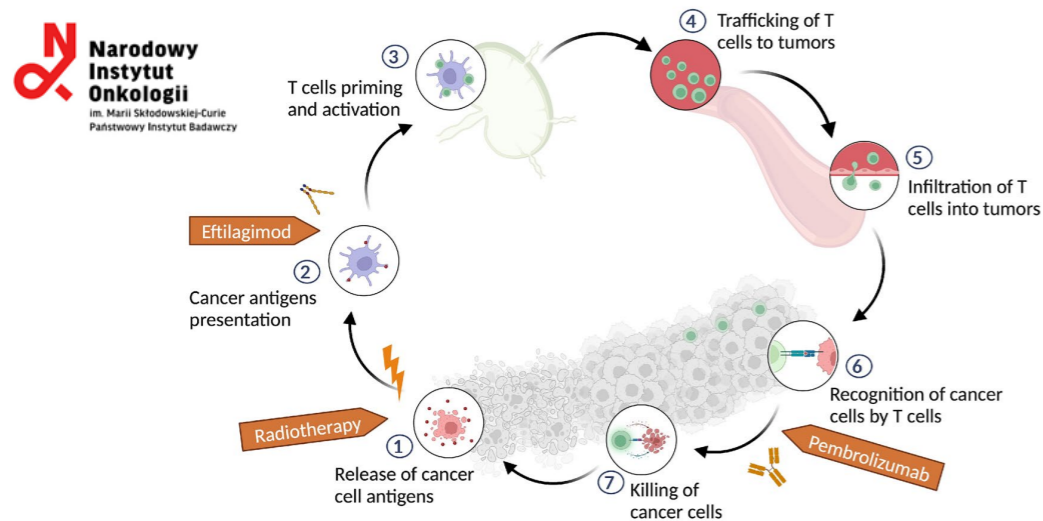 Narodowy
Instytut
Onkologii
im. Marii Skłodowskiej-Curie
Państwowy Instytut Badawczy
3
T cells priming
and activation
4
Trafficking of T
cells to tumors
5
Infiltration of T
cells into tumors
Eftilagimod
2
Cancer antigens
presentation
6
Recognition of cancer
cells by T cells
Radiotherapy
1
Release of cancer
cell antigens
7
Killing of
cancer cells
Pembrolizumab